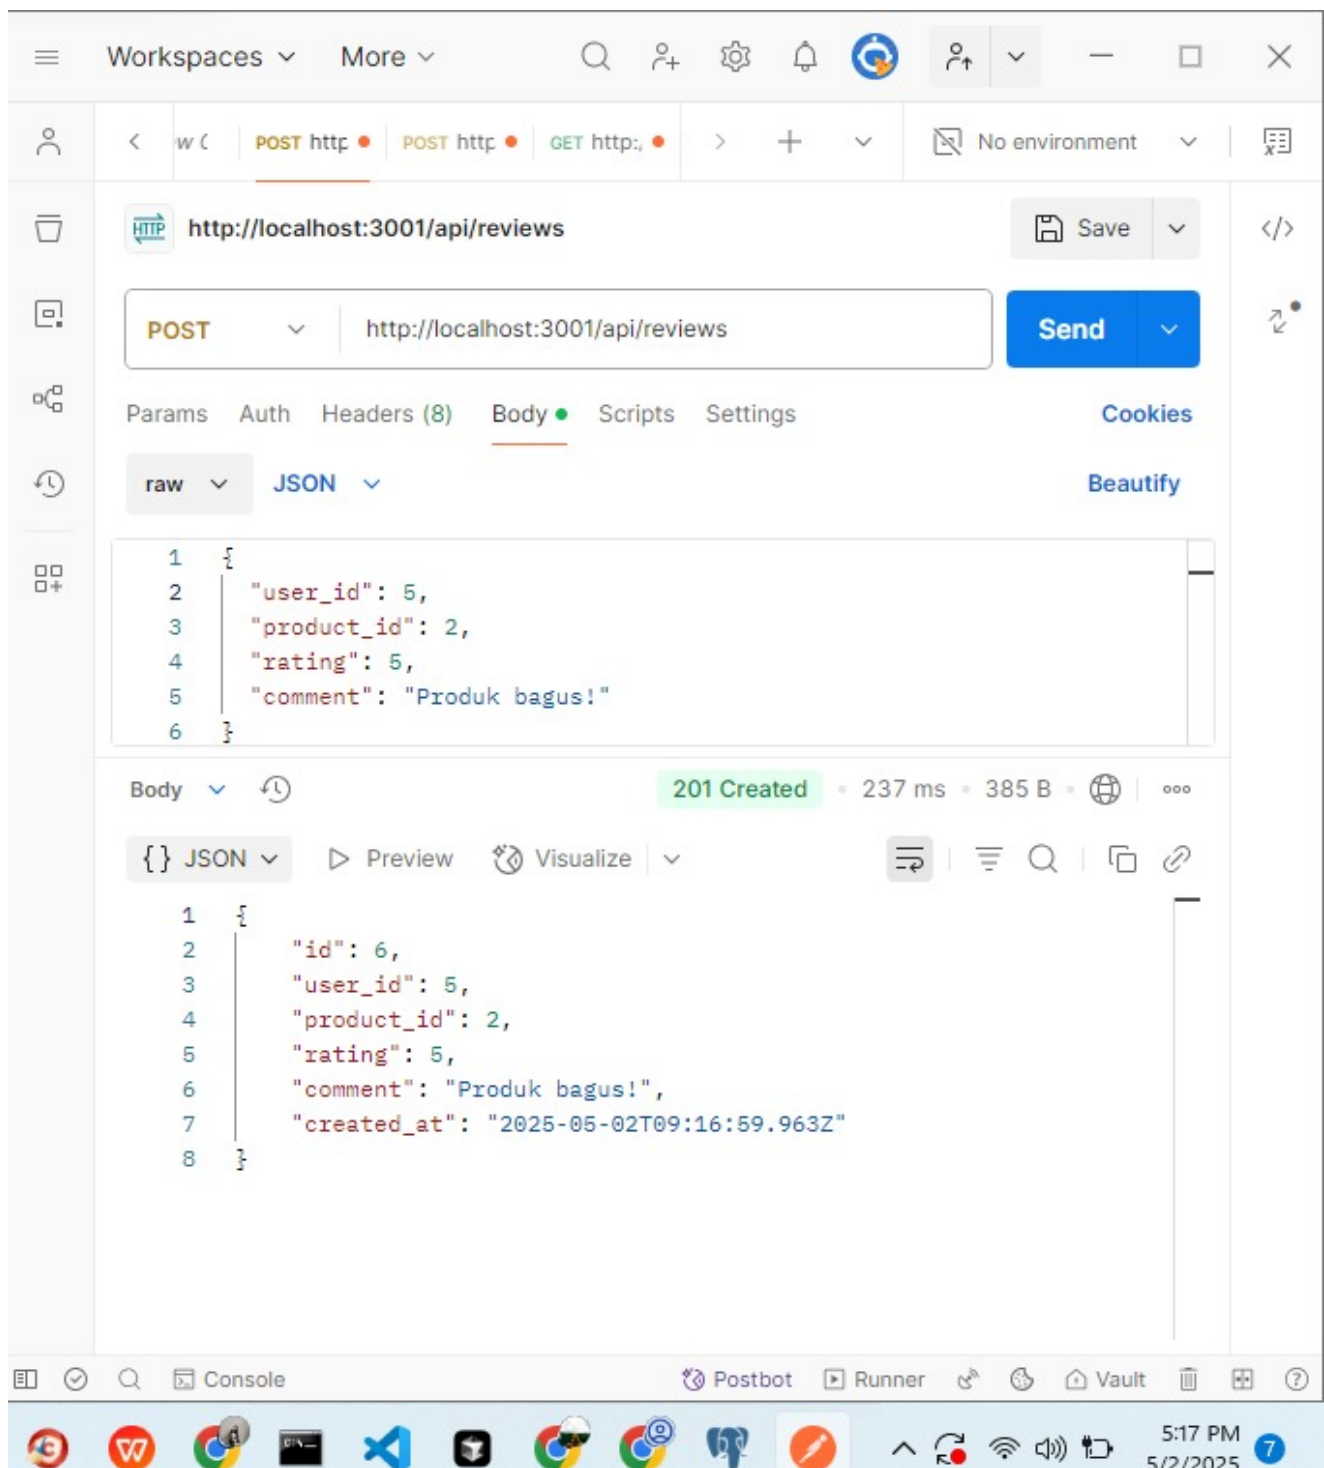 Workspaces More
w C POST http POST http GET http:, No environment
HTTP http://localhost:3001/api/reviews Save </>
POST http://localhost:3001/api/reviews Send
Params Auth Headers (8) Body Scripts Settings Cookies
raw JSON Beautify
1 {
2 "user_id": 5,
3 "product_id": 2,
4 "rating": 5,
5 "comment": "Produk bagus!"
6 }
Body 201 Created 237 ms 385 B
{} JSON Preview Visualize
1 {
2 "id": 6,
3 "user_id": 5,
4 "product_id": 2,
5 "rating": 5,
6 "comment": "Produk bagus!",
7 "created_at": "2025-05-02T09:16:59.963Z"
8 }
Console Postbot Runner Vault
5:17 PM
5/2/2025
7